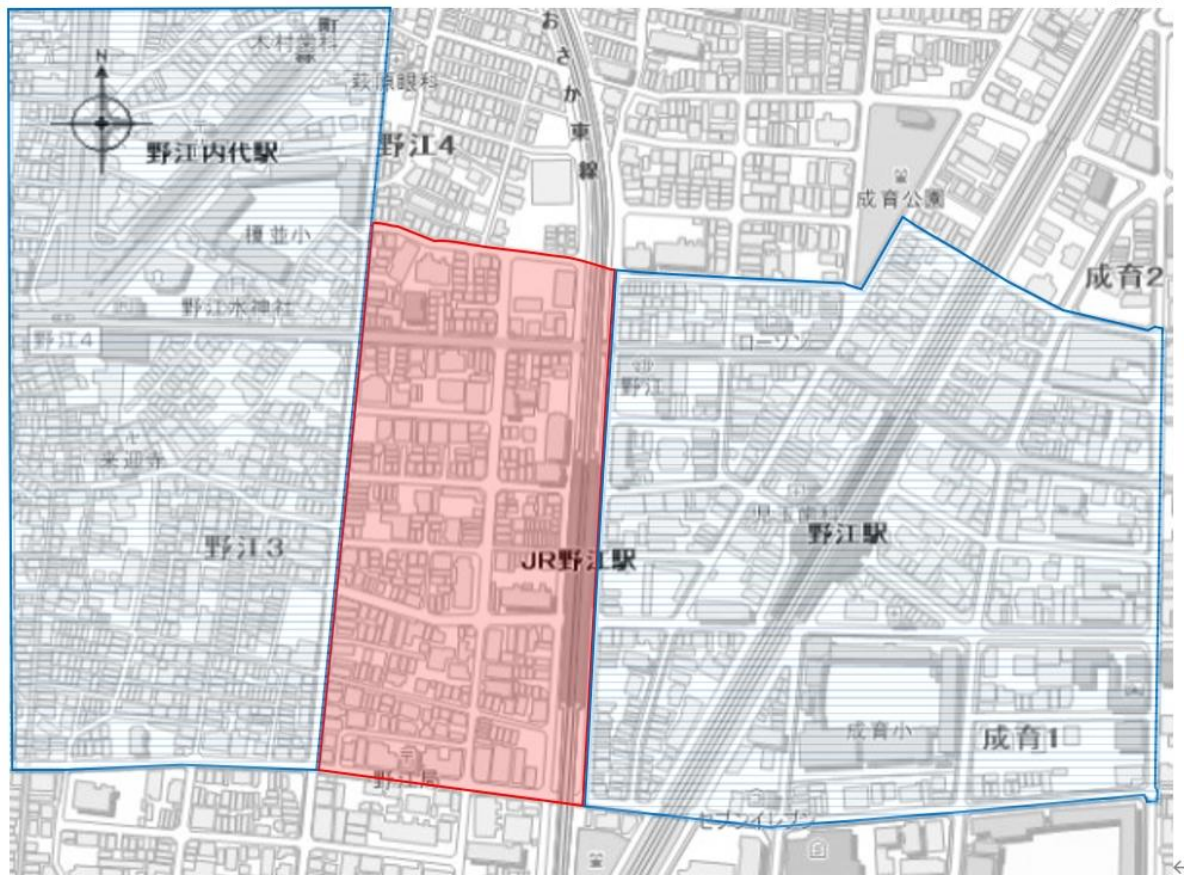 町
木村歯科
線
おさか東線
萩原眼科
N
野江4
野江内代駅
成育公園
榎並小
成育2
野江水神社
野江4
ローソン
野江
来迎寺
野江3
JR野江駅
野江駅
成育小
成育1
野江局
セブンイレブン